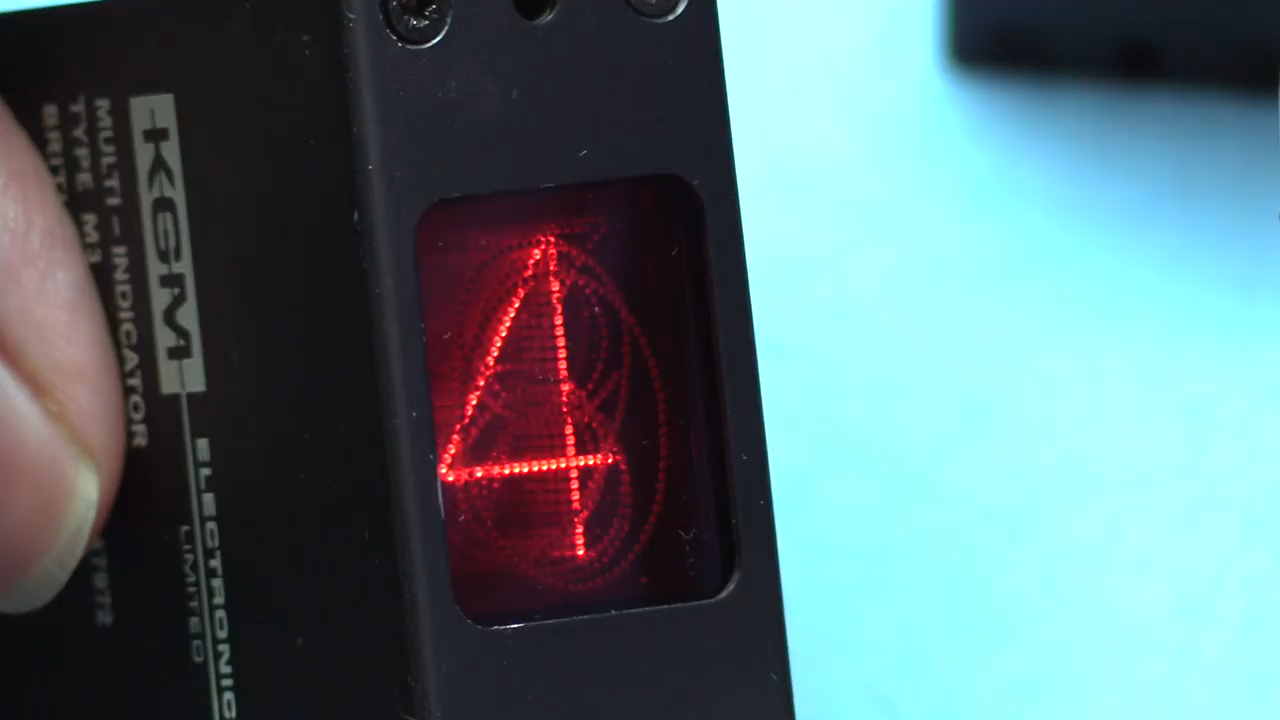 KGM
ELECTRONIC
LIMITED
MULTI-INDICATOR
TYPE M3
4